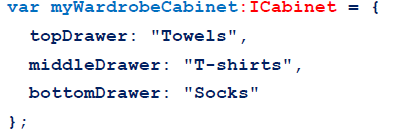 var myWardrobeCabinet:ICabinet = {
  topDrawer: "Towels",
  middleDrawer: "T-shirts",
  bottomDrawer: "Socks"
};